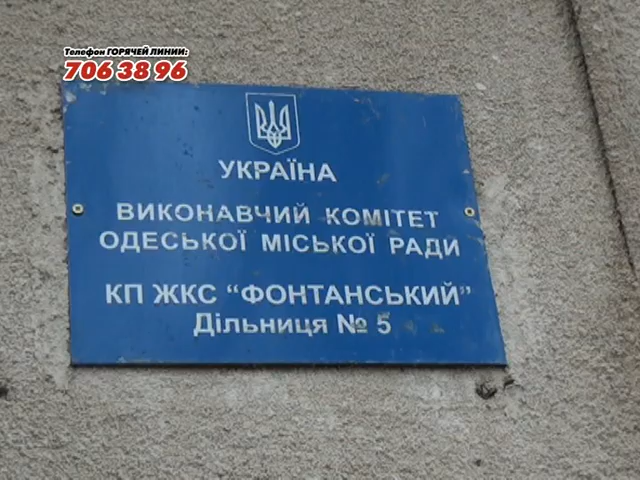 Телефон ГОРЯЧЕЙ ЛИНИИ:
706 38 96
УКРАЇНА
ВИКОНАВЧИЙ КОМІТЕТ
ОДЕСЬКОЇ МІСЬКОЇ РАДИ
КП ЖКС “ФОНТАНСЬКИЙ”
Дільниця № 5